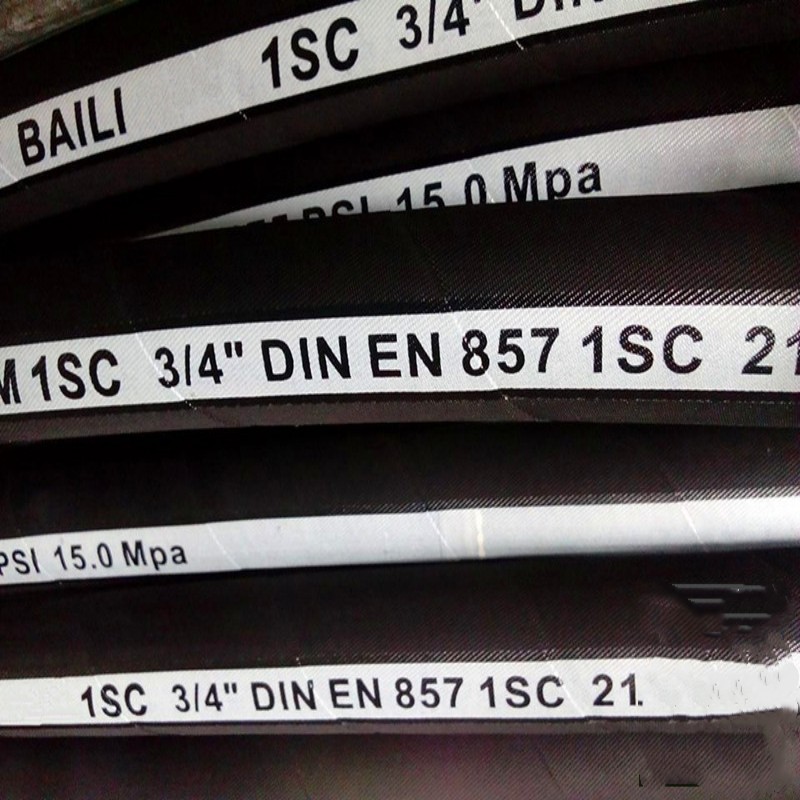 BAILI 1SC 3/4" DIN
PSI 15.0 Mpa
M 1SC 3/4" DIN EN 857 1SC 21
PSI 15.0 Mpa
1SC 3/4" DIN EN 857 1SC 21.